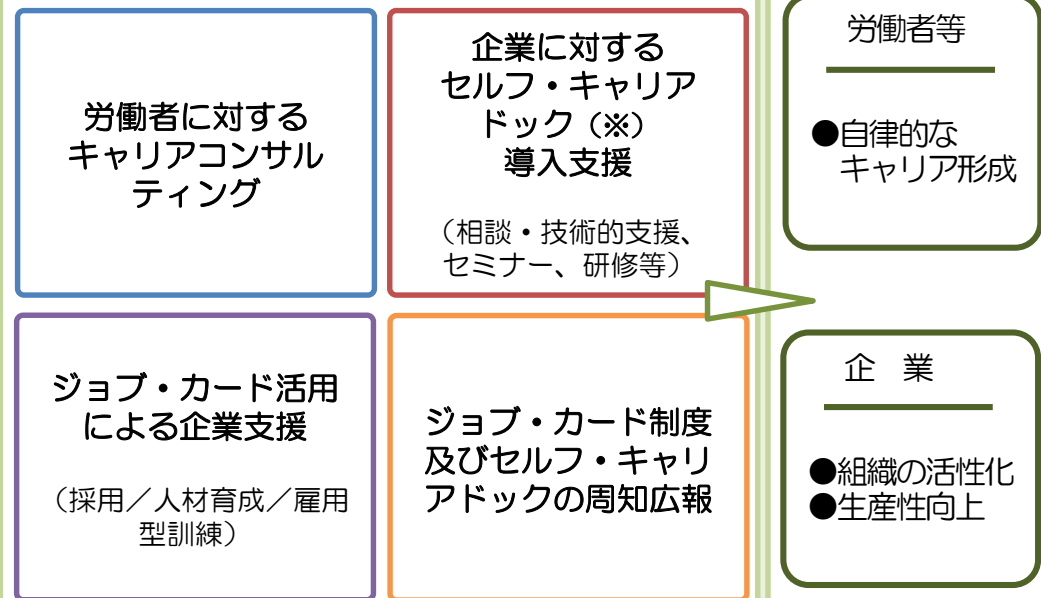 労働者に対する
キャリアコンサル
ティング
企業に対する
セルフ・キャリア
ドック（※）
導入支援
（相談・技術的支援、
セミナー、研修等）
ジョブ・カード活用
による企業支援
（採用／人材育成／雇用
型訓練）
ジョブ・カード制度
及びセルフ・キャリ
アドックの周知広報
労働者等
●自律的な
キャリア形成
企　業
●組織の活性化
●生産性向上